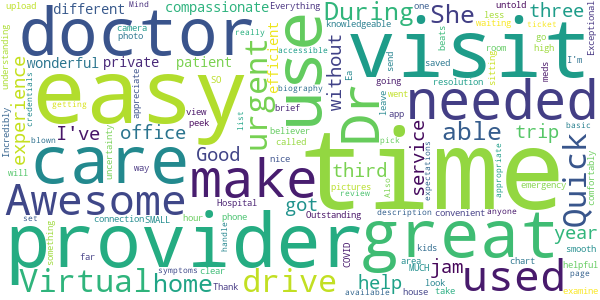 Mind
upload
different
compassionate
During
Everything
knowledgeable
one
untold
three
doctor
camera
photo
use
visit
She
less
waiting
go
ticket
Exceptional
understanding
wonderful
private
really
accessible
beats
room
high
I'm
easy
urgent
efficient
without
send
saved
resolution
meds
experience
credentials
Incredibly
getting
patient
appreciate
SO
biography
Ea
going
leave
went
app
sitting
needed
view
peek
list
brief
Dr
blown
I've
office
uncertainty
believer
called
pick
able
trip
basic
will
way
Good
nice
Also
pictures
review
third
service
expectations
appropriate
emergency
Quick
comfortably
care
make
time
Awesome
set
something
connection
SMALL
hour
Hospital
phone
got
Outstanding
description
convenient
anyone
year
provider
great
smooth
far
symptoms
clear
handle
COVID
area
MUCH
kids
jam
chart
helpful
page
Virtual
home
Thank
drive
help
available
house
look
take
used
examine